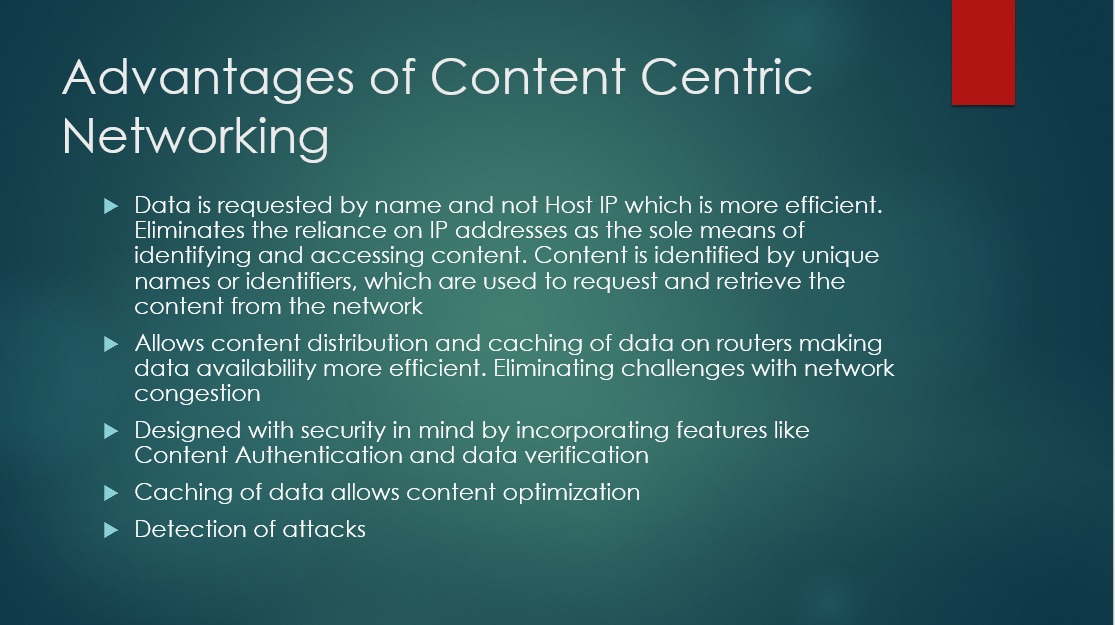 Advantages of Content Centric
Networking
Data is requested by name and not Host IP which is more efficient.
Eliminates the reliance on IP addresses as the sole means of
identifying and accessing content. Content is identified by unique
names or identifiers, which are used to request and retrieve the
content from the network
Allows content distribution and caching of data on routers making
data availability more efficient. Eliminating challenges with network
congestion
Designed with security in mind by incorporating features like
Content Authentication and data verification
Caching of data allows content optimization
Detection of attacks